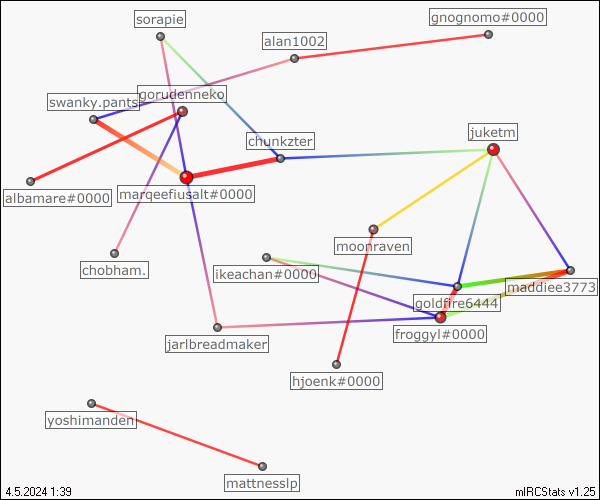 sorapie
gnognomo#0000
alan1002
swanky.pants
gorudenneko
juketm
chunkzter
albamare#0000
marqeefiusalt#0000
moonraven
chobham.
ikeachan#0000
maddiee3773
goldfire6444
froggyl#0000
jarlbreadmaker
hjoenk#0000
yoshimanden
mattnesslp
4.5.2024 1:39
mIRCStats v1.25